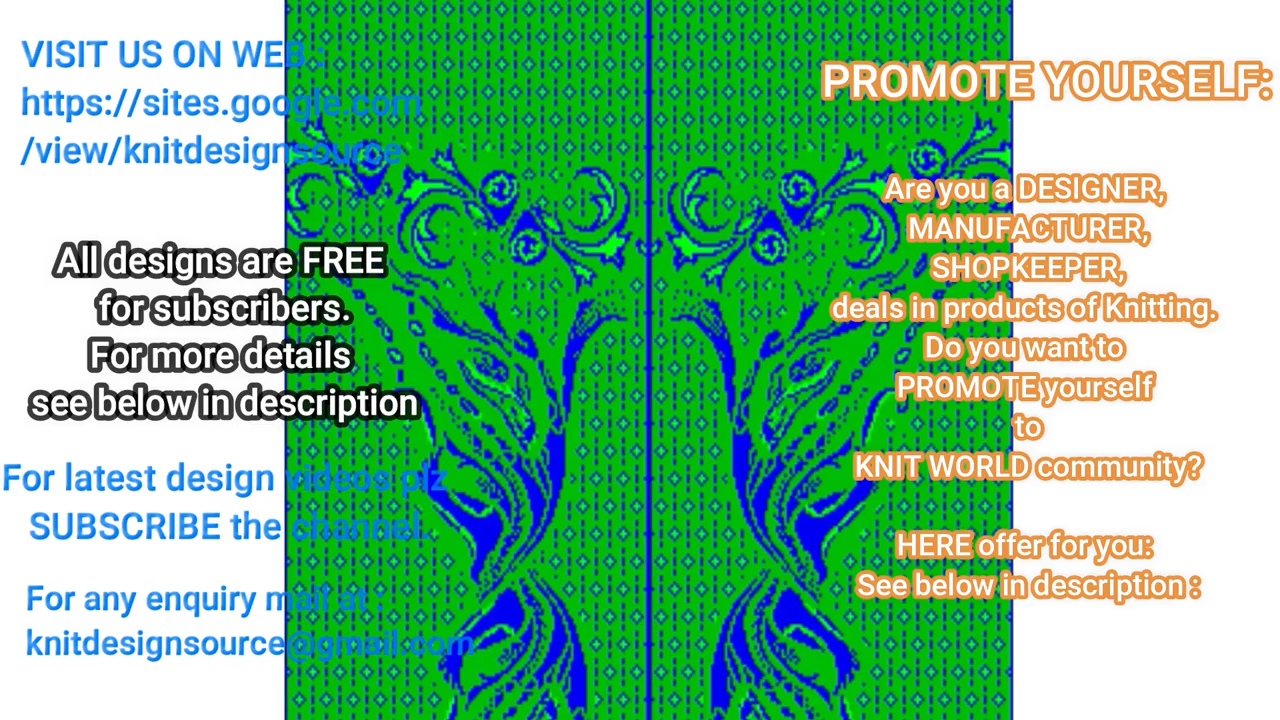 VISIT US ON WEB :
https://sites.google.com
/view/knitdesignsource
All designs are FREE
for subscribers.
For more details
see below in description
For latest design videos plz
SUBSCRIBE the channel.
For any enquiry mail at :
knitdesignsource@gmail.com
PROMOTE YOURSELF:
Are you a DESIGNER,
MANUFACTURER,
SHOPKEEPER,
deals in products of Knitting.
Do you want to
PROMOTE yourself
to
KNIT WORLD community?
HERE offer for you:
See below in description :